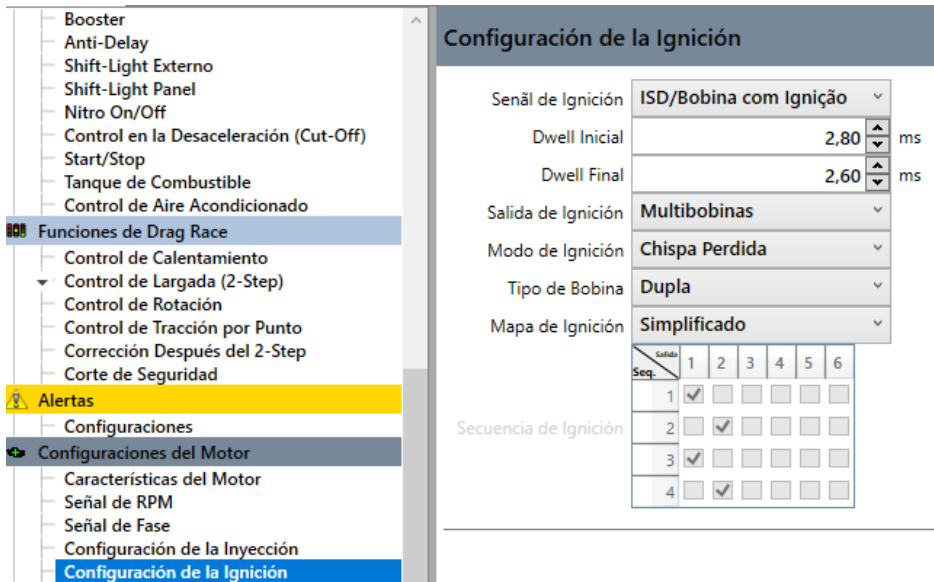 Booster
Anti-Delay
Shift-Light Externo
Shift-Light Panel
Nitro On/Off
Control en la Desaceleración (Cut-Off)
Start/Stop
Tanque de Combustible
Control de Aire Acondicionado
Funciones de Drag Race
Control de Calentamiento
Control de Largada (2-Step)
Control de Rotación
Control de Tracción por Punto
Corrección Después del 2-Step
Corte de Seguridad
Alertas
Configuraciones
Configuraciones del Motor
Características del Motor
Señal de RPM
Señal de Fase
Configuración de la Inyección
Configuración de la Ignición
Configuración de la Ignición
Senãl de Ignición ISD/Bobina com Ignição
Dwell Inicial 2,80 ms
Dwell Final 2,60 ms
Salida de Ignición Multibobinas
Modo de Ignición Chispa Perdida
Tipo de Bobina Dupla
Mapa de Ignición Simplificado
Salida
Seq. 1 2 3 4 5 6
1
Secuencia de Ignición 2
3
4